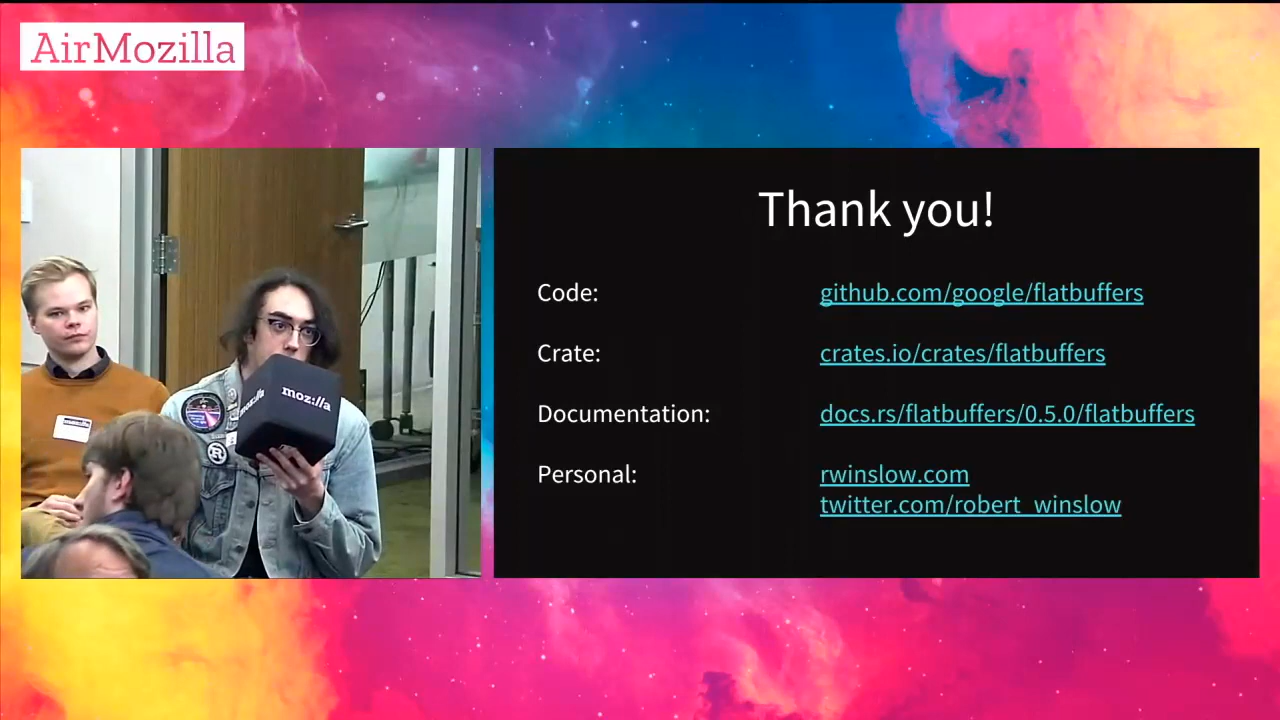 AirMozilla
moz://a
Thank you!
Code: github.com/google/flatbuffers
Crate: crates.io/crates/flatbuffers
Documentation: docs.rs/flatbuffers/0.5.0/flatbuffers
Personal: rwinslow.com
twitter.com/robert_winslow